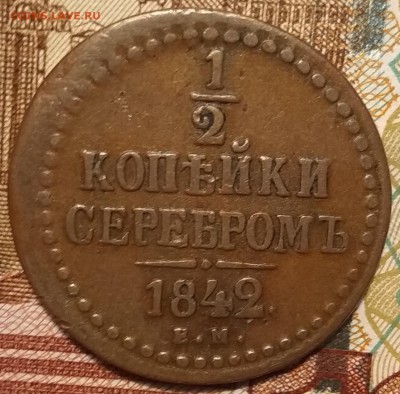 COINS.LAVE.RU
1
2
КОПѢЙКИ
СЕРЕБРОМЪ
1842.
Е.М.